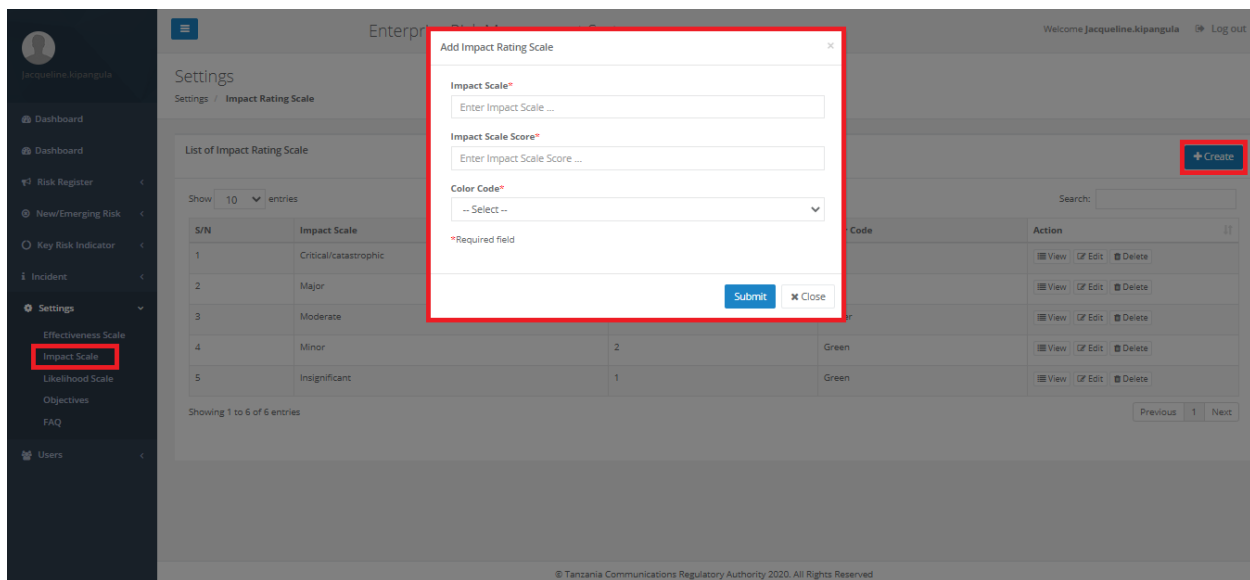 Enterpr
Welcome Jacqueline.kipangula Log out
Jacqueline.kipangula
Dashboard
Dashboard
Risk Register
New/Emerging Risk
Key Risk Indicator
Incident
Settings
Effectiveness Scale
Impact Scale
Likelihood Scale
Objectives
FAQ
Users
Settings
Settings / Impact Rating Scale
List of Impact Rating Scale
+ Create
Show 10 entries
Search:
S/N Impact Scale Code Action
1 Critical/catastrophic View Edit Delete
2 Major View Edit Delete
3 Moderate er View Edit Delete
4 Minor 2 Green View Edit Delete
5 Insignificant 1 Green View Edit Delete
Showing 1 to 6 of 6 entries
Previous 1 Next
Add Impact Rating Scale ×
Impact Scale*
Enter Impact Scale ...
Impact Scale Score*
Enter Impact Scale Score ...
Color Code*
-- Select --
*Required field
Submit × Close
© Tanzania Communications Regulatory Authority 2020. All Rights Reserved